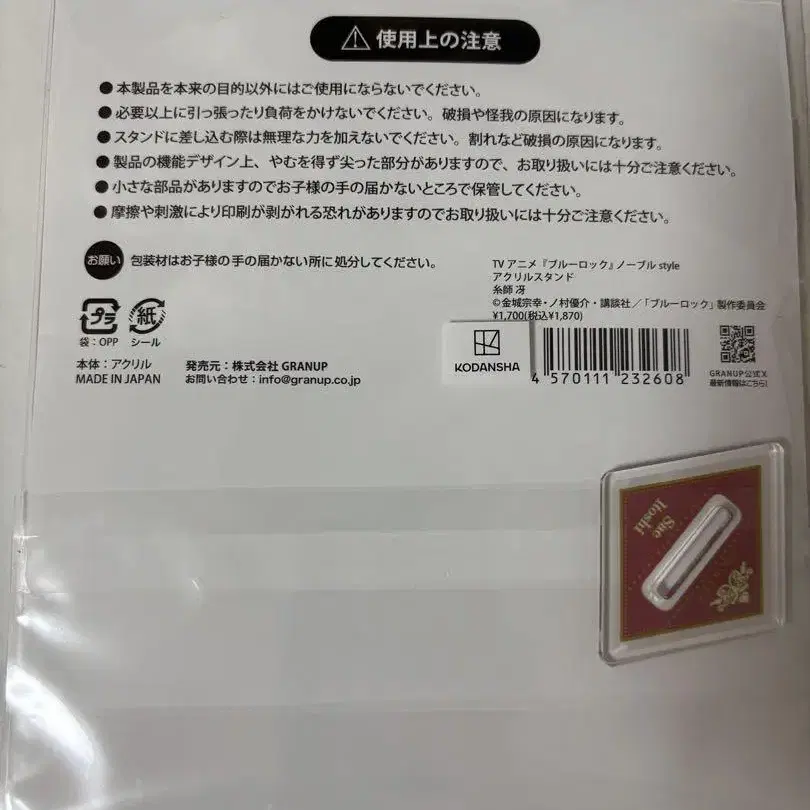 使用上の注意
●本製品を本来の目的以外にはご使用にならないでください。
●必要以上に引っ張ったり負荷をかけないでください。破損や怪我の原因になります。
●スタンドに差し込む際は無理な力を加えないでください。割れなど破損の原因になります。
●製品の機能デザイン上、やむを得ず尖った部分がありますので、お取り扱いには十分ご注意ください。
●小さな部品がありますのでお子様の手の届かないところで保管してください。
●摩擦や刺激により印刷が剥がれる恐れがありますのでお取り扱いには十分ご注意ください。
お願い 包装材はお子様の手の届かない所に処分してください。
TV アニメ『ブルーロック』ノーブル style
アクリルスタンド
糸師 冴
©金城宗幸・ノ村優介・講談社／「ブルーロック」製作委員会
¥1,700(税込¥1,870)
プラ 紙
袋：OPP シール
本体：アクリル
MADE IN JAPAN
発売元：株式会社 GRANUP
お問い合わせ：info@granup.co.jp
KODANSHA
4 570111 232608
GRANUP公式X
最新情報はこちら!
Sae
Itoshi